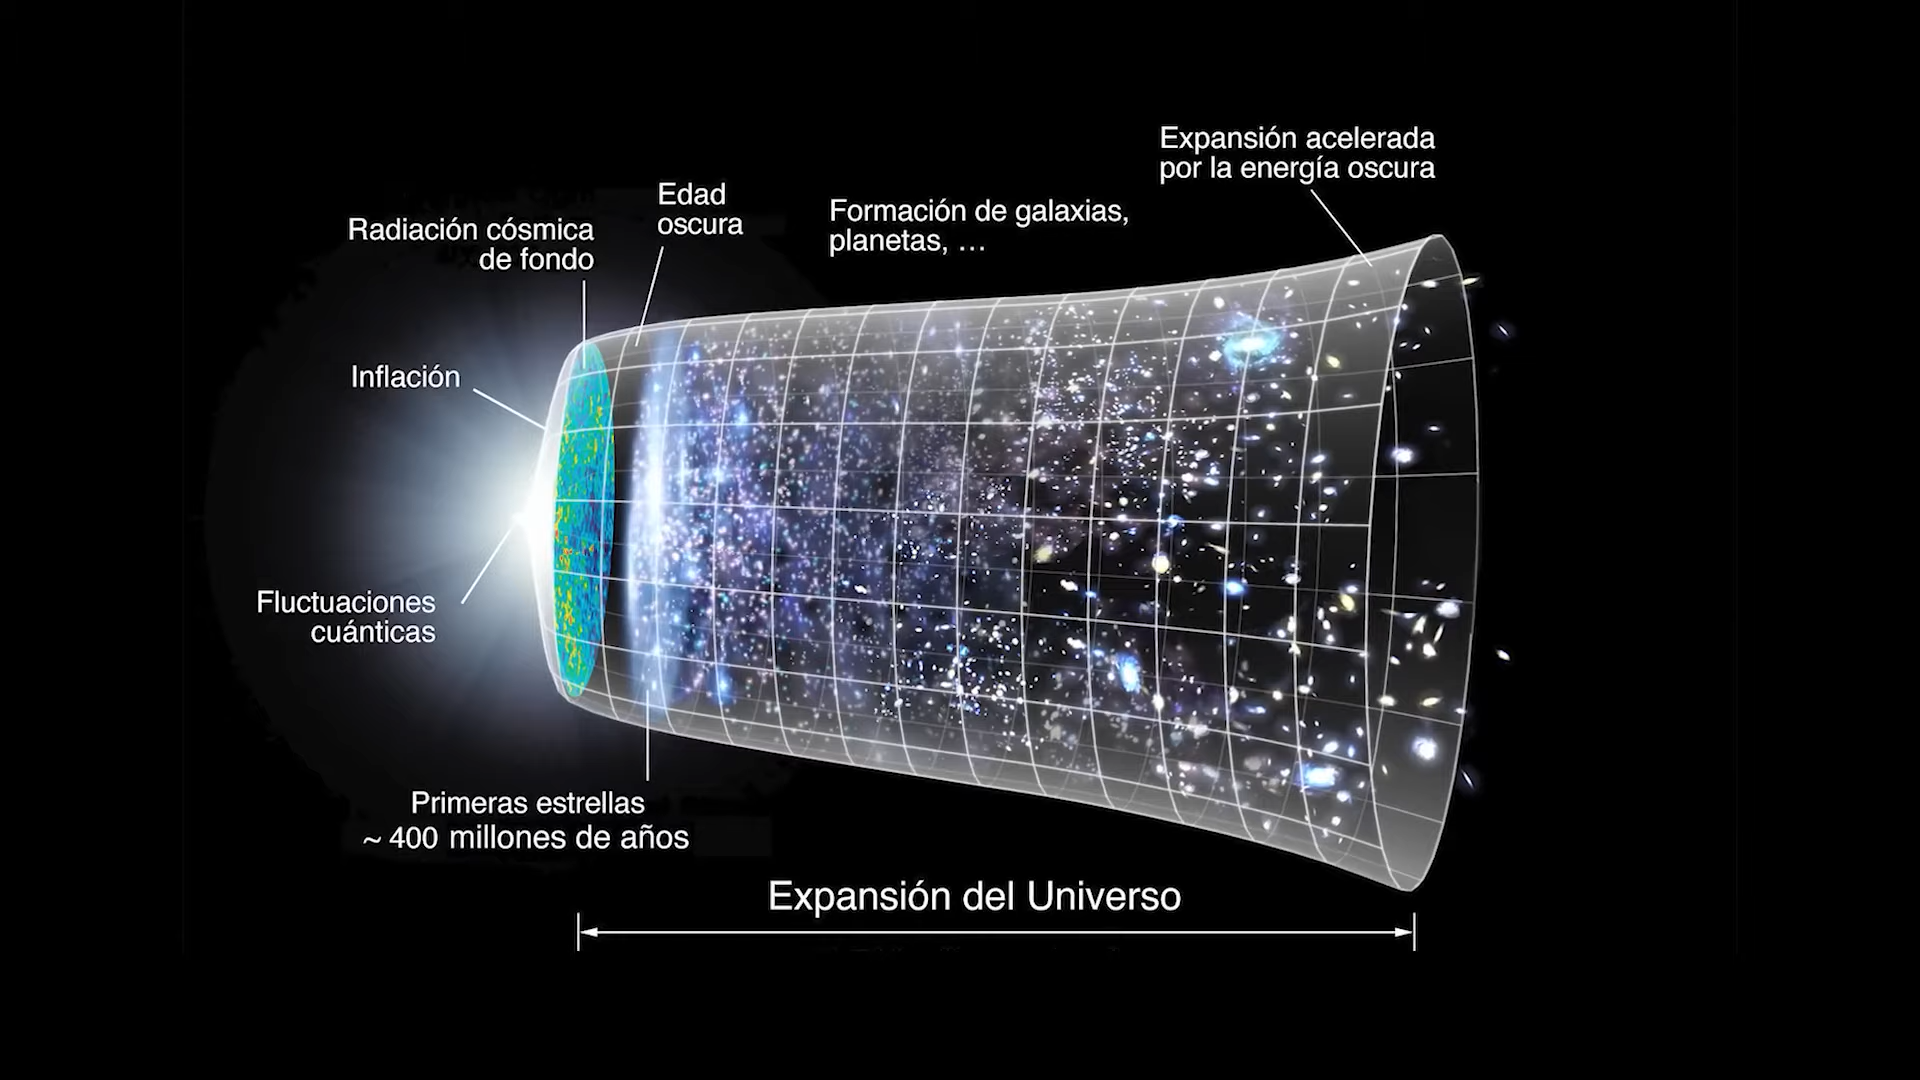 Expansión acelerada
por la energía oscura
Edad
oscura
Formación de galaxias,
planetas, ...
Radiación cósmica
de fondo
Inflación
Fluctuaciones
cuánticas
Primeras estrellas
~ 400 millones de años
Expansión del Universo